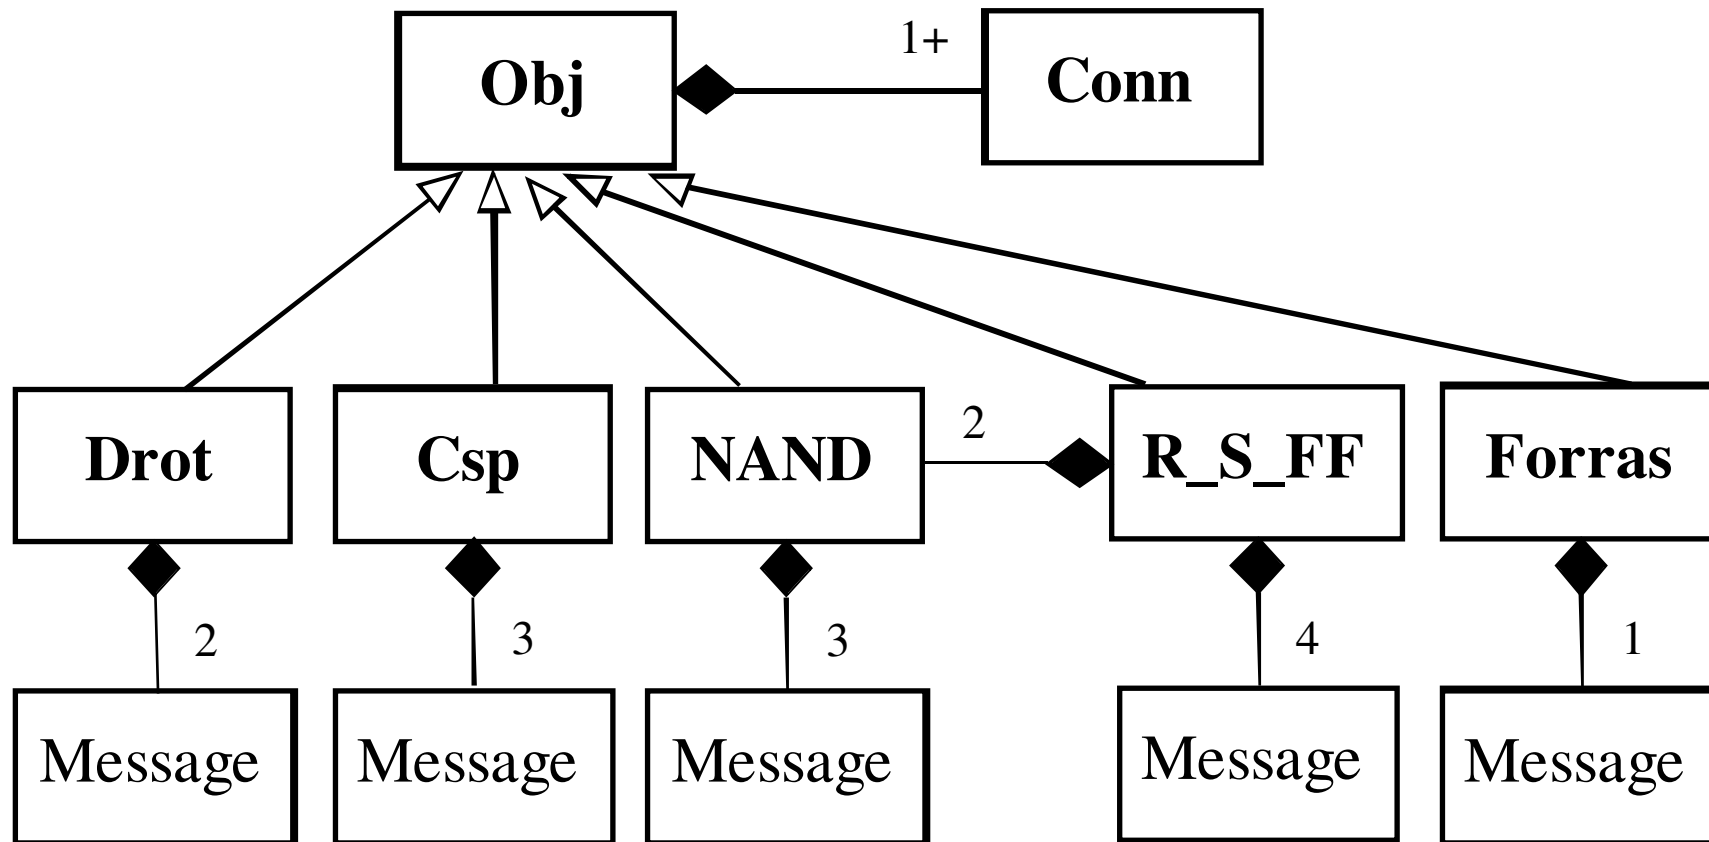 Obj
1+
Conn
Drot
Csp
NAND
2
R_S_FF
Forras
2
3
3
4
1
Message
Message
Message
Message
Message